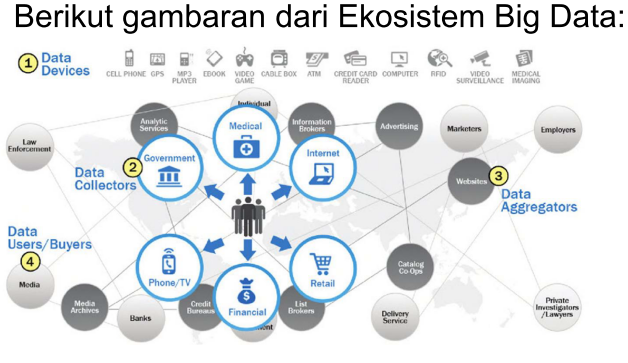 Berikut gambaran dari Ekosistem Big Data:
1 Data
Devices
CELL PHONE
GPS
MP3
PLAYER
EBOOK
VIDEO
GAME
CABLE BOX
ATM
CREDIT CARD
READER
COMPUTER
RFID
VIDEO
SURVEILLANCE
MEDICAL
IMAGING
Individual
Analytic
Services
Medical
Information
Brokers
Advertising
Marketers
Employers
Law
Enforcement
Government
2
Data
Collectors
Internet
Websites
3
Data
Aggregators
Data
Users/Buyers
4
Media
Phone/TV
$
Financial
Retail
Catalog
Co-Ops
Media
Archives
Banks
Credit
Bureaus
List
Brokers
Delivery
Service
Private
Investigators
/Lawyers